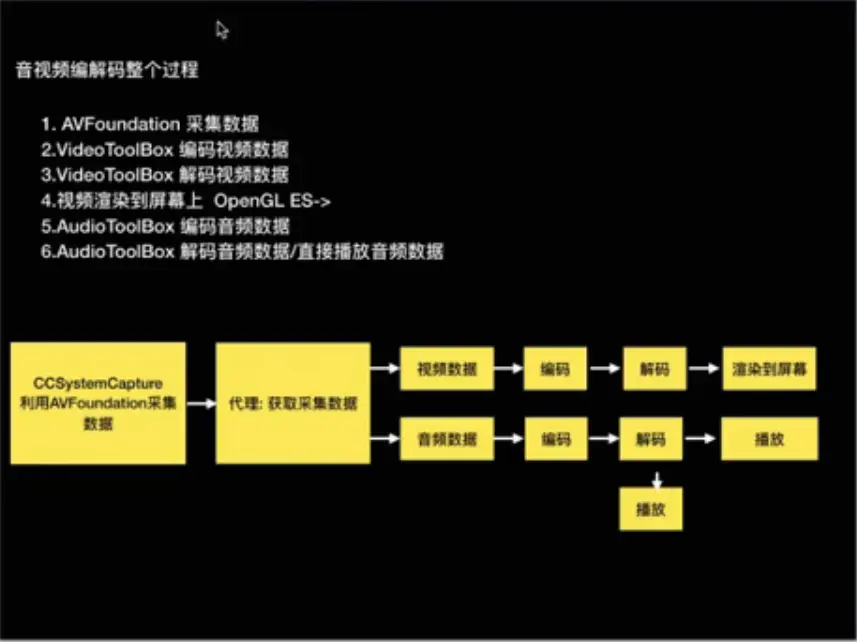 音视频编解码整个过程
1. AVFoundation 采集数据
2.VideoToolBox 编码视频数据
3.VideoToolBox 解码视频数据
4.视频渲染到屏幕上 OpenGL ES->
5.AudioToolBox 编码音频数据
6.AudioToolBox 解码音频数据/直接播放音频数据
CCSystemCapture
利用AVFoundation采集
数据
代理: 获取采集数据
视频数据
编码
解码
渲染到屏幕
音频数据
编码
解码
播放
播放